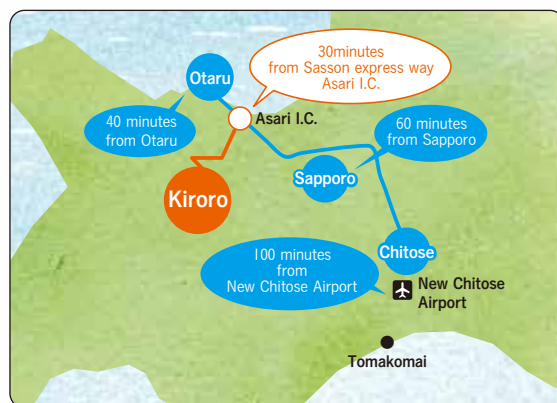 30minutes
from Sasson express way
Asari I.C.
Otaru
40 minutes
from Otaru
Asari I.C.
60 minutes
from Sapporo
Kiroro
Sapporo
Chitose
100 minutes
from
New Chitose Airport
New Chitose
Airport
Tomakomai